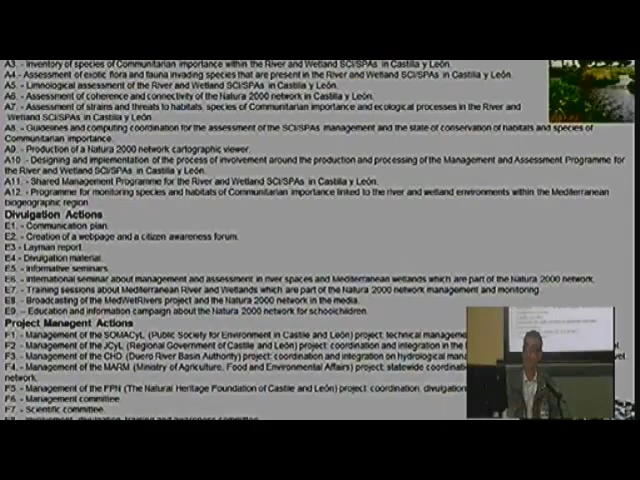 A3. - Inventory of species of Communitarian importance within the River and Wetland SCI/SPAs in Castilla y León.
A4.- Assessment of exotic flora and fauna invading species that are present in the River and Wetland SCI/SPAs in Castilla y León.
A5. - Limnological assessment of the River and Wetland SCI/SPAs in Castilla y León.
A6. - Assessment of coherence and connectivity of the Natura 2000 network in Castilla y León.
A7. - Assessment of strains and threats to habitats, species of Communitarian importance and ecological processes in the River and
Wetland SCI/SPAs in Castilla y León.
A8. - Guidelines and computing coordination for the assessment of the SCI/SPAs management and the state of conservation of habitats and species of
Communitarian importance.
A9. - Production of a Natura 2000 network cartographic viewer.
A10. - Designing and implementation of the process of involvement around the production and processing of the Management and Assessment Programme for
the River and Wetland SCI/SPAs in Castilla y León.
A11. - Shared Management Programme for the River and Wetland SCI/SPAs in Castilla y León.
A12. - Programme for monitoring species and habitats of Communitarian importance linked to the river and wetland environments within the Mediterranean
biogeographic region
Divulgation Actions
E1. - Communication plan.
E2. - Creation of a webpage and a citizen awareness forum.
E3 - Layman report.
E4 - Divulgation material.
E5. - Informative seminars.
E6. - International seminar about management and assessment in river spaces and Mediterranean wetlands which are part of the Natura 2000 network.
E7. - Training sessions about Mediterranean River and Wetlands which are part of the Natura 2000 network management and monitoring.
E8. - Broadcasting of the MedWetRivers project and the Natura 2000 network in the media.
E9. - Education and information campaign about the Natura 2000 network for schoolchildren.
Project Managent Actions
F1. - Management of the SOMACyL (Public Society for Environment in Castile and León) project: technical
F2 - Management of the JCyL (Regional Government of Castile and León) project: coordination and integration in the
F3. - Management of the CHD (Duero River Basin Authority) project: coordination and integration on hydrological
F4. - Management of the MARM (Ministry of Agriculture, Food and Environmental Affairs) project: statewide
network.
F5 - Management of the FPN (The Natural Heritage Foundation of Castile and León) project: coordination, divulgation
F6 - Management committee.
F7. - Scientific committee.